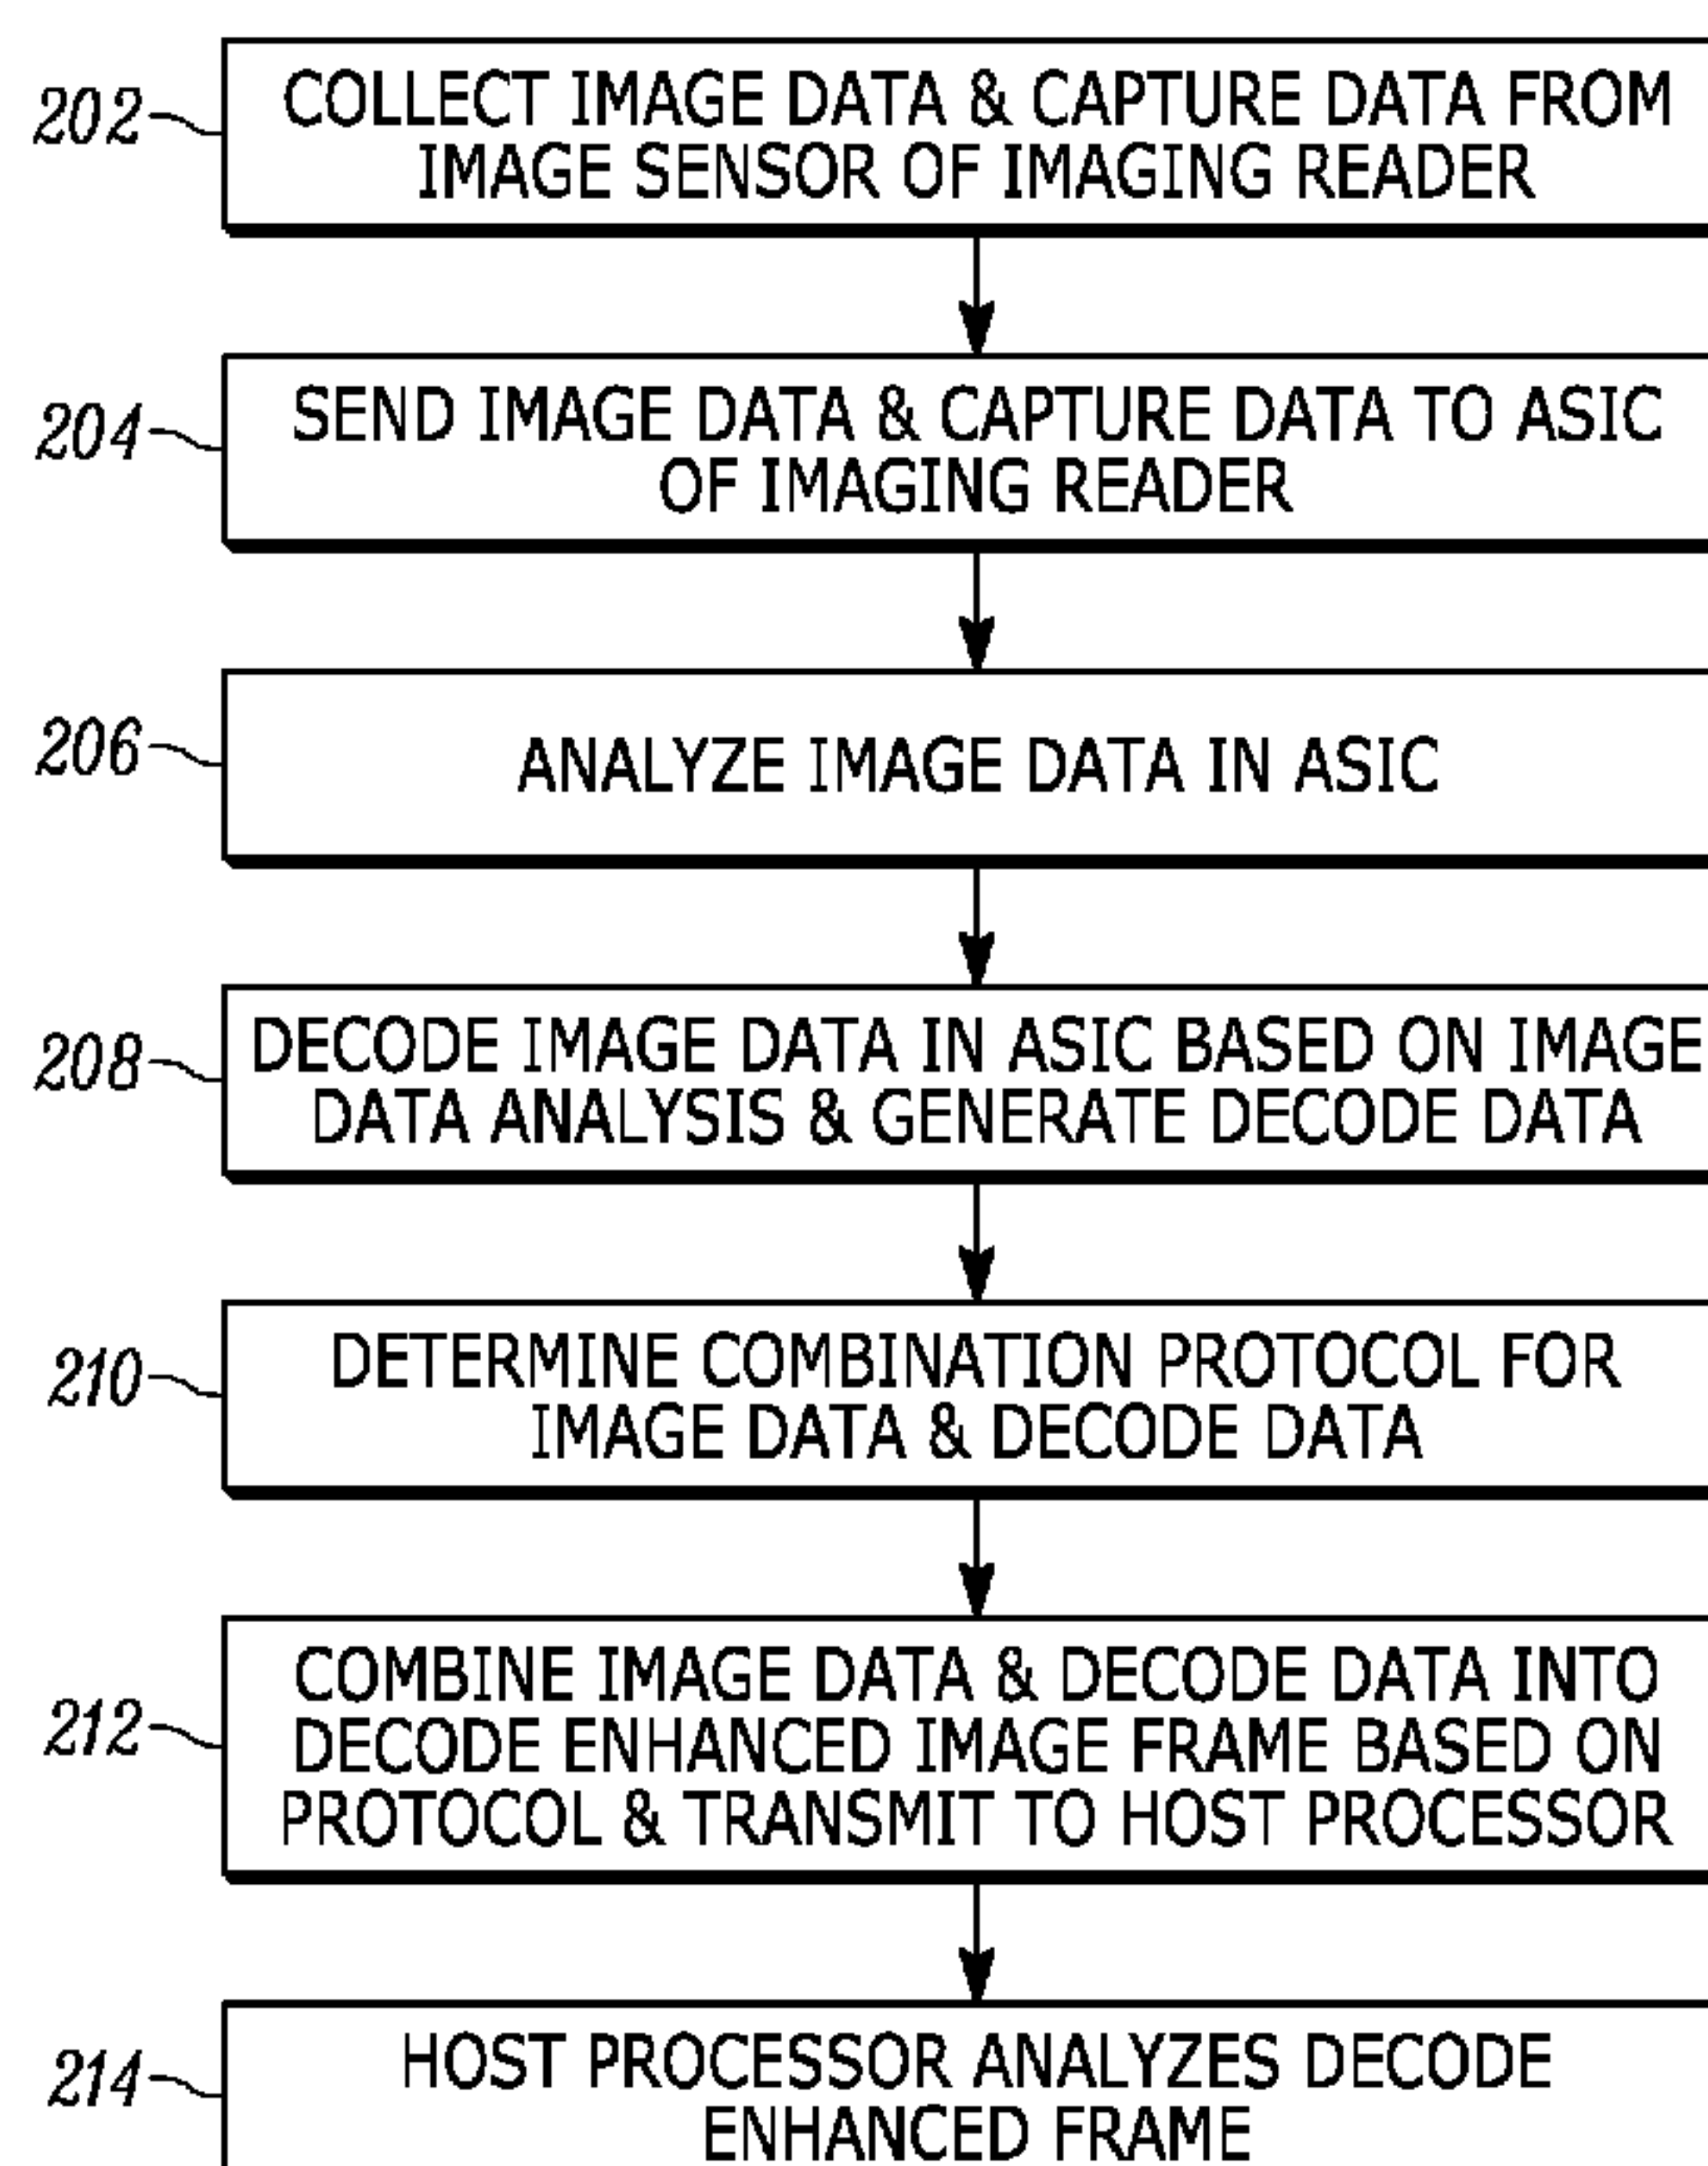 202
COLLECT IMAGE DATA & CAPTURE DATA FROM
IMAGE SENSOR OF IMAGING READER
204
SEND IMAGE DATA & CAPTURE DATA TO ASIC
OF IMAGING READER
206
ANALYZE IMAGE DATA IN ASIC
208
DECODE IMAGE DATA IN ASIC BASED ON IMAGE
DATA ANALYSIS & GENERATE DECODE DATA
210
DETERMINE COMBINATION PROTOCOL FOR
IMAGE DATA & DECODE DATA
212
COMBINE IMAGE DATA & DECODE DATA INTO
DECODE ENHANCED IMAGE FRAME BASED ON
PROTOCOL & TRANSMIT TO HOST PROCESSOR
214
HOST PROCESSOR ANALYZES DECODE
ENHANCED FRAME